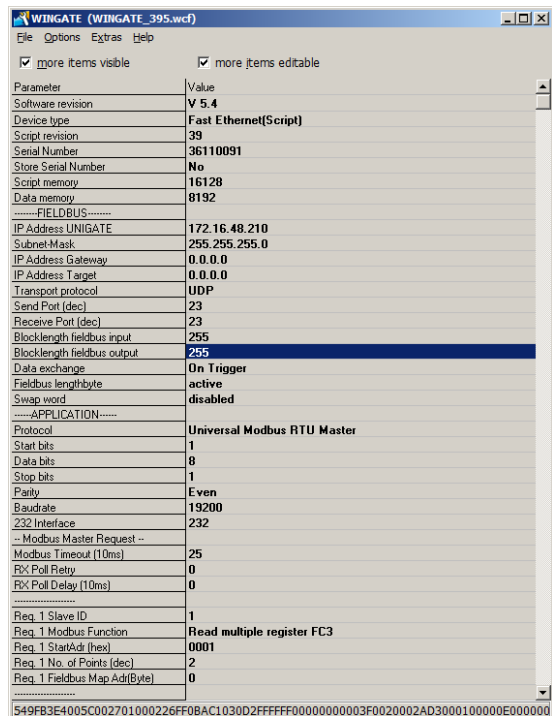 WINGATE (WINGATE_395.wcf)
File Options Extras Help
more items visible more items editable
Parameter Value
Software revision V 5.4
Device type Fast Ethernet(Script)
Script revision 39
Serial Number 36110091
Store Serial Number No
Script memory 16128
Data memory 8192
--------FIELDBUS--------
IP Address UNIGATE 172.16.48.210
Subnet-Mask 255.255.255.0
IP Address Gateway 0.0.0.0
IP Address Target 0.0.0.0
Transport protocol UDP
Send Port (dec) 23
Receive Port (dec) 23
Blocklength fieldbus input 255
Blocklength fieldbus output 255
Data exchange On Trigger
Fieldbus lengthbyte active
Swap word disabled
------APPLICATION------
Protocol Universal Modbus RTU Master
Start bits 1
Data bits 8
Stop bits 1
Parity Even
Baudrate 19200
232 Interface 232
-- Modbus Master Request --
Modbus Timeout (10ms) 25
RX Poll Retry 0
RX Poll Delay (10ms) 0
---------------------
Req. 1 Slave ID 1
Req. 1 Modbus Function Read multiple register FC3
Req. 1 StartAdr (hex) 0001
Req. 1 No. of Points (dec) 2
Req. 1 Fieldbus Map Adr(Byte) 0
---------------------
549FB3E4005C002701000226FF0BAC1030D2FFFFFF00000000003F0020002AD3000100000E000000